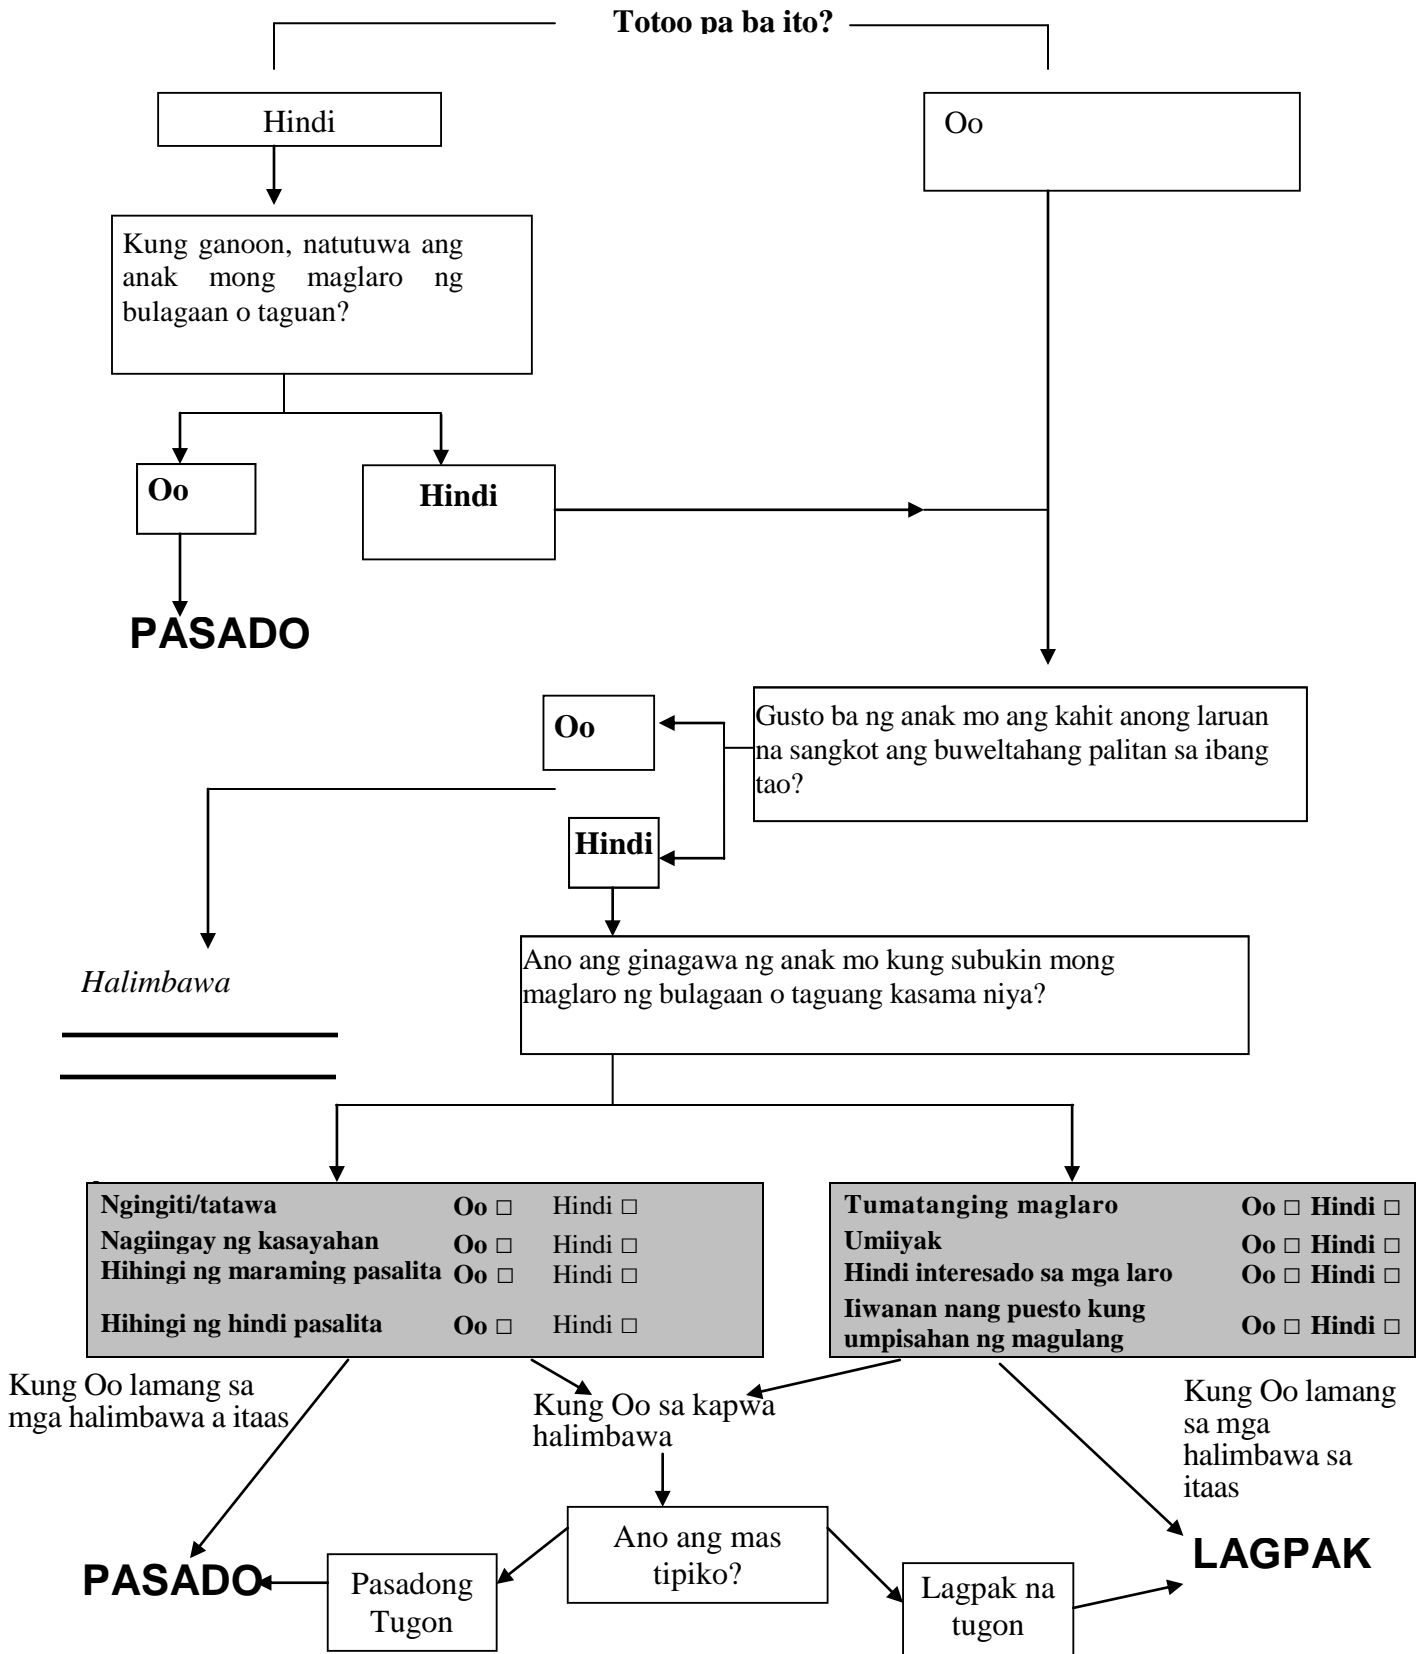 Totoo pa ba ito?
Hindi
Oo
Kung ganoon, natutuwa ang
anak mong maglaro ng
bulagaan o taguan?
Oo
Hindi
PASADO
Gusto ba ng anak mo ang kahit anong laruan
na sangkot ang buweltahang palitan sa ibang
tao?
Oo
Hindi
Halimbawa
Ano ang ginagawa ng anak mo kung subukin mong
maglaro ng bulagaan o taguang kasama niya?
Ngingiti/tatawa Oo □ Hindi □
Nagiingay ng kasayahan Oo □ Hindi □
Hihingi ng maraming pasalita Oo □ Hindi □
Hihingi ng hindi pasalita Oo □ Hindi □
Tumatanging maglaro Oo □ Hindi □
Umiiyak Oo □ Hindi □
Hindi interesado sa mga laro Oo □ Hindi □
Iiwanan nang puesto kung
umpisahan ng magulang Oo □ Hindi □
Kung Oo lamang sa
mga halimbawa a itaas
Kung Oo sa kapwa
halimbawa
Kung Oo lamang
sa mga
halimbawa sa
itaas
Ano ang mas
tipiko?
PASADO
Pasadong
Tugon
Lagpak na
tugon
LAGPAK